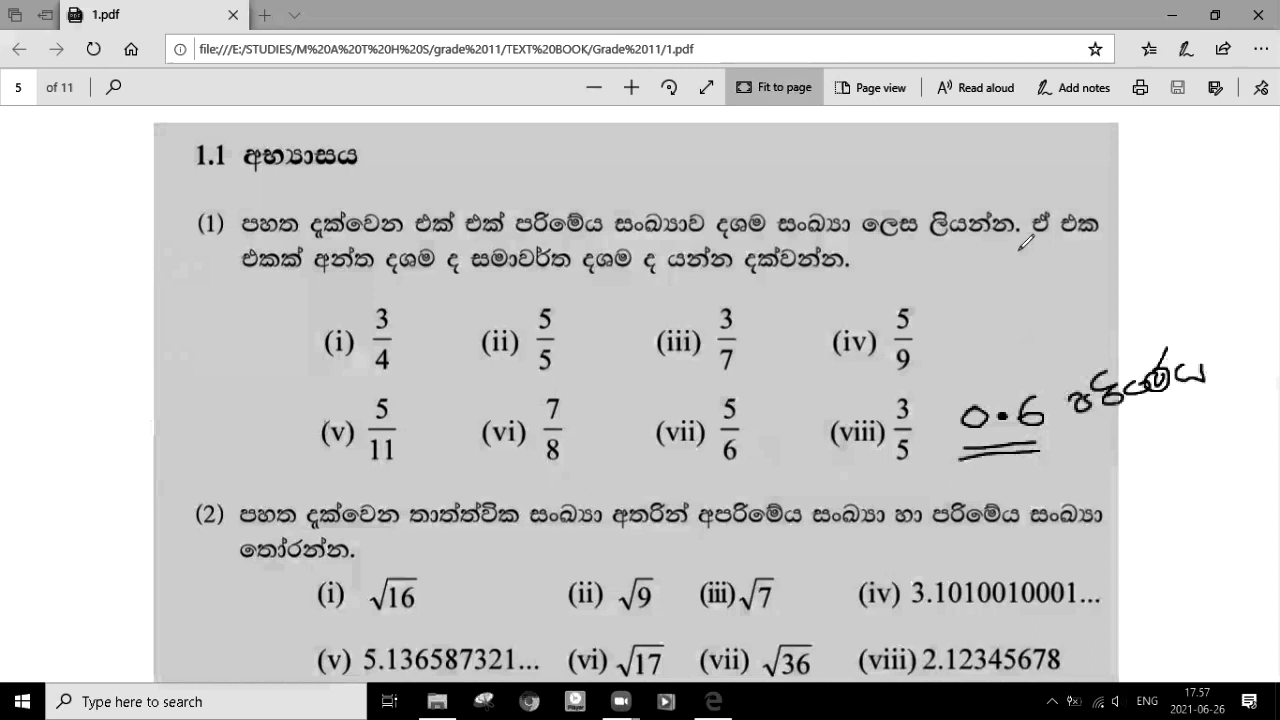 1.pdf
file:///E:/STUDIES/M%20A%20T%20H%20S/grade%2011/TEXT%20BOOK/Grade%2011/1.pdf
5 of 11 Fit to page Page view Read aloud Add notes
1.1 අභ්‍යාසය
(1) පහත දැක්වෙන එක් එක් පරිමේය සංඛ්‍යාව දශම සංඛ්‍යා ලෙස ලියන්න. ඒ එක
එකක් අන්ත දශම ද සමාවර්ත දශම ද යන්න දක්වන්න.
(i) 3/4 (ii) 5/5 (iii) 3/7 (iv) 5/9
(v) 5/11 (vi) 7/8 (vii) 5/6 (viii) 3/5 0.6 පරිමේය
(2) පහත දැක්වෙන තාත්ත්වික සංඛ්‍යා අතරින් අපරිමේය සංඛ්‍යා හා පරිමේය සංඛ්‍යා
තෝරන්න.
(i) √16 (ii) √9 (iii) √7 (iv) 3.1010010001...
(v) 5.136587321... (vi) √17 (vii) √36 (viii) 2.12345678
Type here to search
ENG
17.57
2021-06-26